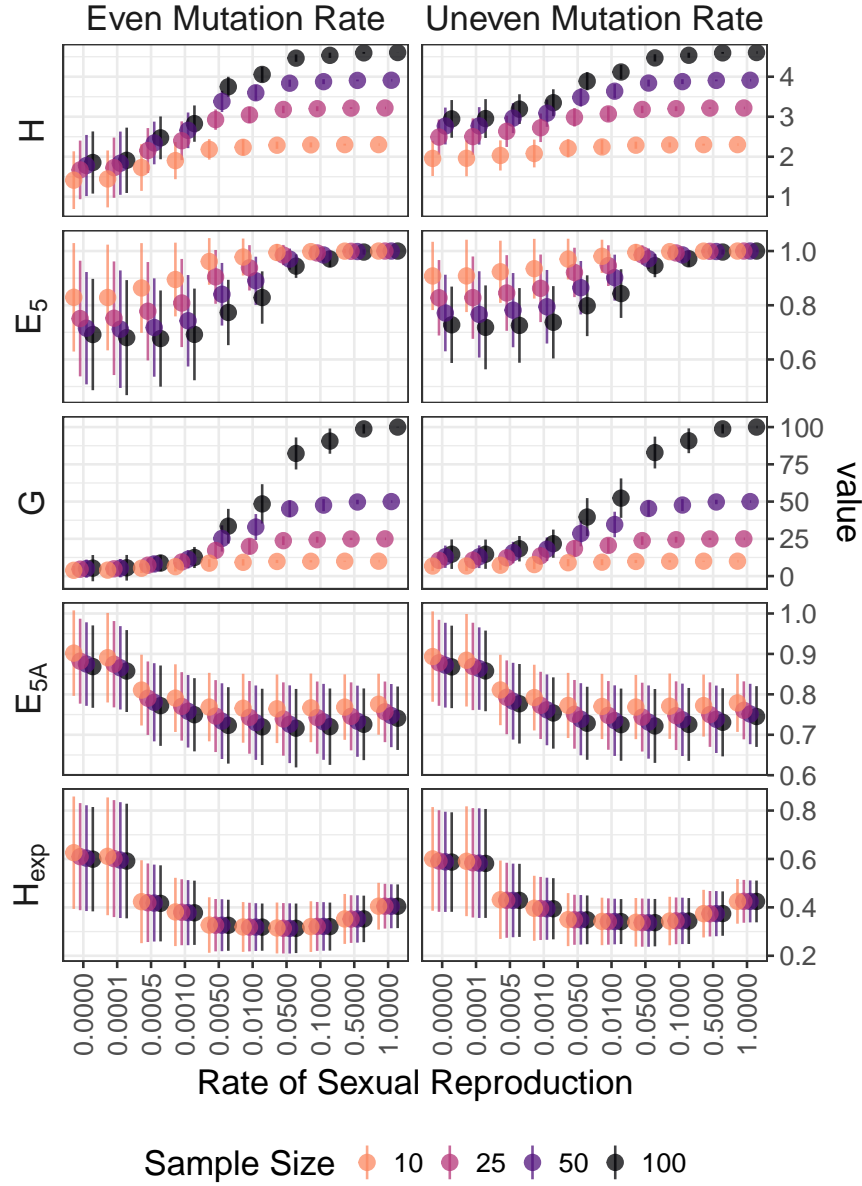 Even Mutation Rate Uneven Mutation Rate
H
4
3
2
1
E5
1.0
0.8
0.6
G
100
75
50
25
0
value
E5A
1.0
0.9
0.8
0.7
0.6
Hexp
0.8
0.6
0.4
0.2
0.0000 0.0001 0.0005 0.0010 0.0050 0.0100 0.0500 0.1000 0.5000 1.0000 0.0000 0.0001 0.0005 0.0010 0.0050 0.0100 0.0500 0.1000 0.5000 1.0000
Rate of Sexual Reproduction
Sample Size 10 25 50 100